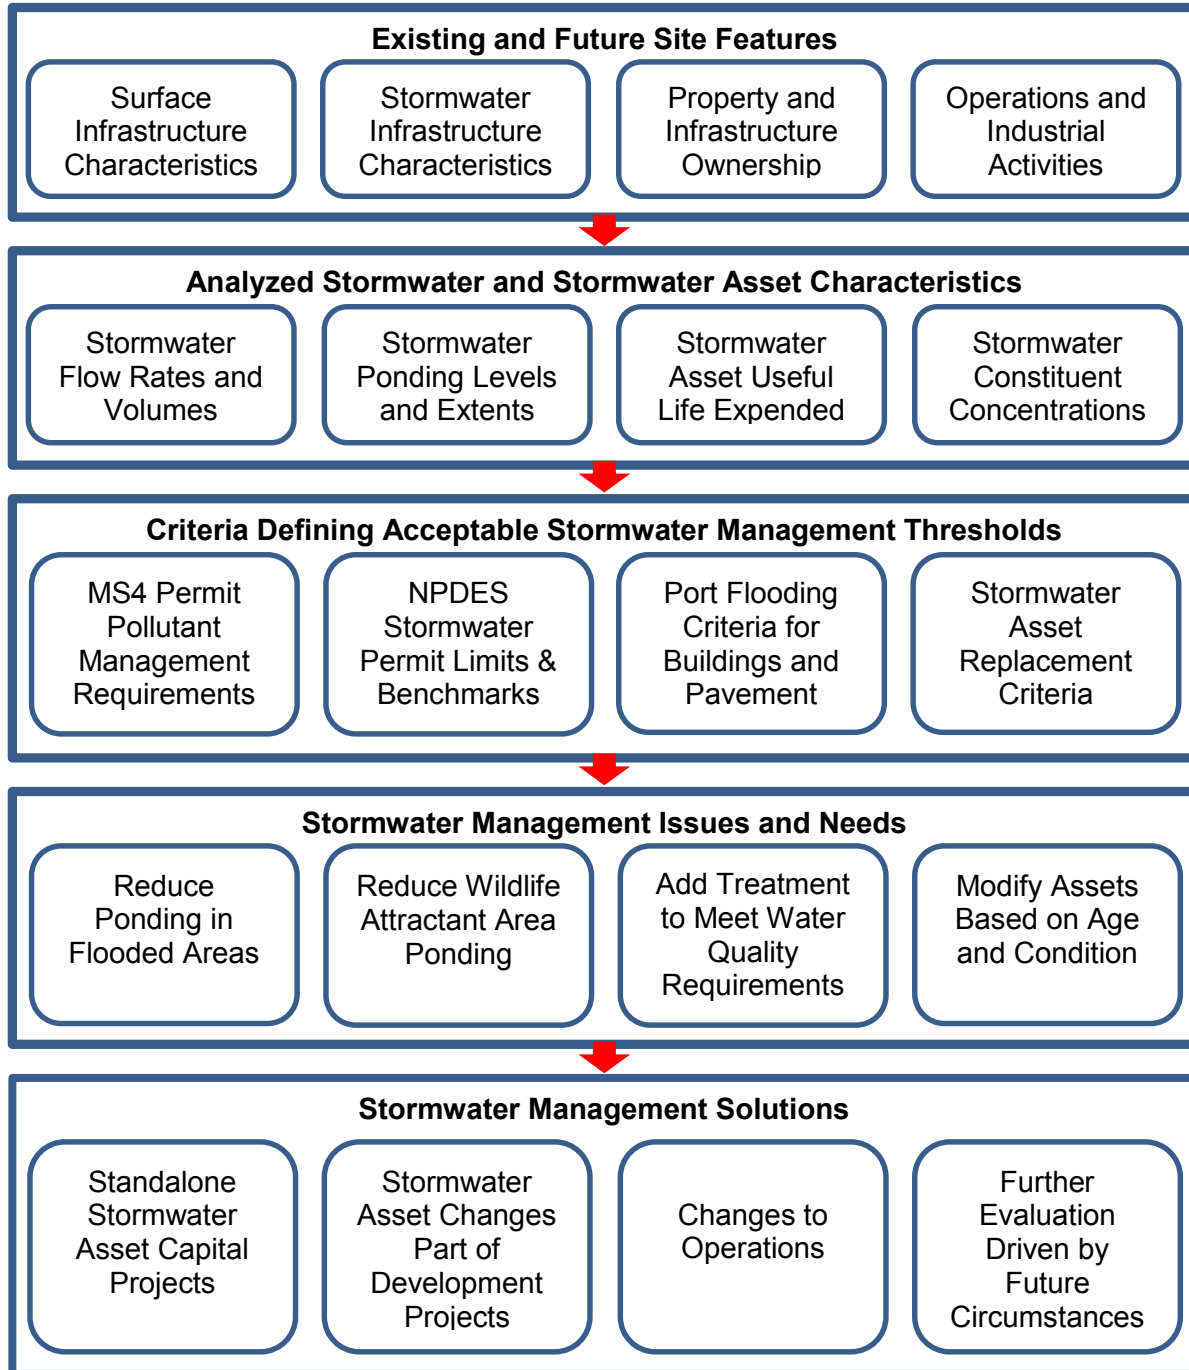 Existing and Future Site Features
Surface
Infrastructure
Characteristics
Stormwater
Infrastructure
Characteristics
Property and
Infrastructure
Ownership
Operations and
Industrial
Activities
Analyzed Stormwater and Stormwater Asset Characteristics
Stormwater
Flow Rates and
Volumes
Stormwater
Ponding Levels
and Extents
Stormwater
Asset Useful
Life Expended
Stormwater
Constituent
Concentrations
Criteria Defining Acceptable Stormwater Management Thresholds
MS4 Permit
Pollutant
Management
Requirements
NPDES
Stormwater
Permit Limits &
Benchmarks
Port Flooding
Criteria for
Buildings and
Pavement
Stormwater
Asset
Replacement
Criteria
Stormwater Management Issues and Needs
Reduce
Ponding in
Flooded Areas
Reduce Wildlife
Attractant Area
Ponding
Add Treatment
to Meet Water
Quality
Requirements
Modify Assets
Based on Age
and Condition
Stormwater Management Solutions
Standalone
Stormwater
Asset Capital
Projects
Stormwater
Asset Changes
Part of
Development
Projects
Changes to
Operations
Further
Evaluation
Driven by
Future
Circumstances